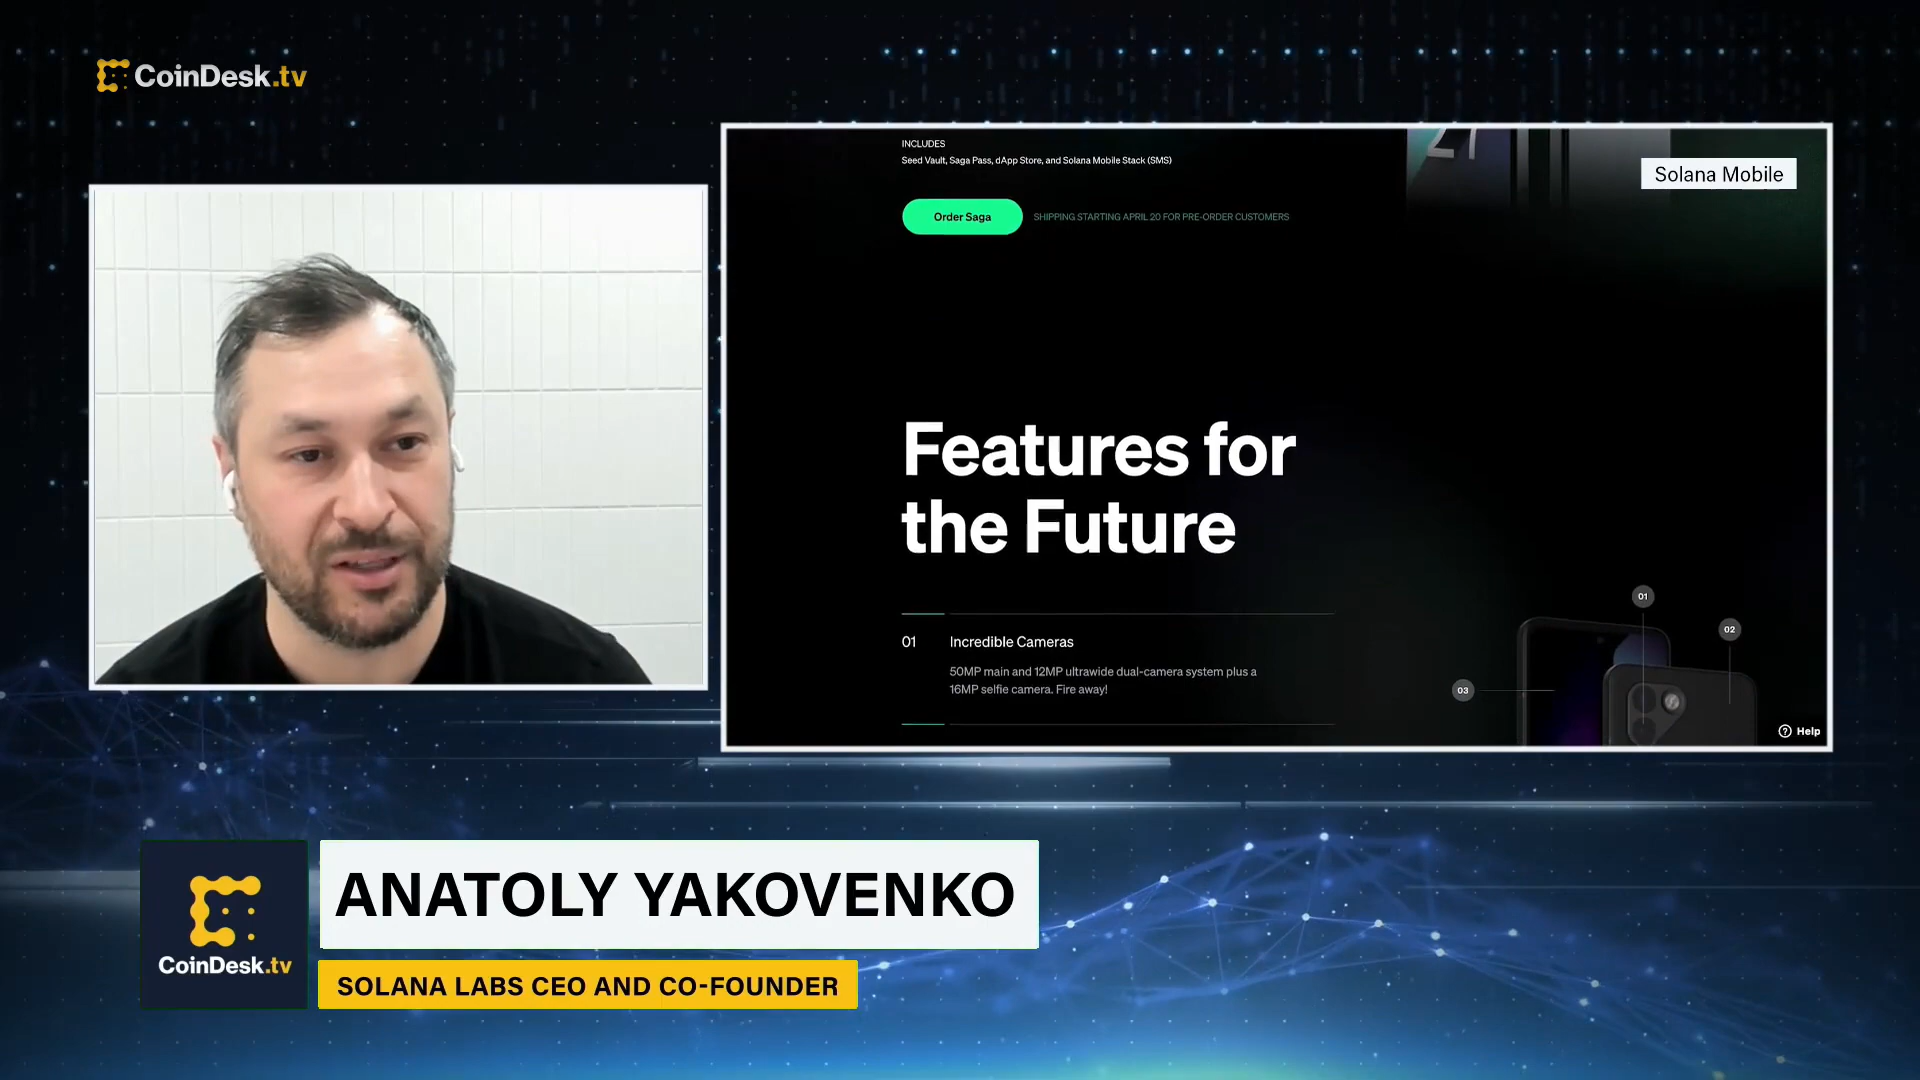 CoinDesk.tv
INCLUDES
Seed Vault, Saga Pass, dApp Store, and Solana Mobile Stack (SMS)
Solana Mobile
Order Saga
SHIPPING STARTING APRIL 20 FOR PRE-ORDER CUSTOMERS
Features for
the Future
01
Incredible Cameras
50MP main and 12MP ultrawide dual-camera system plus a
16MP selfie camera. Fire away!
01
02
03
Help
ANATOLY YAKOVENKO
CoinDesk.tv
SOLANA LABS CEO AND CO-FOUNDER